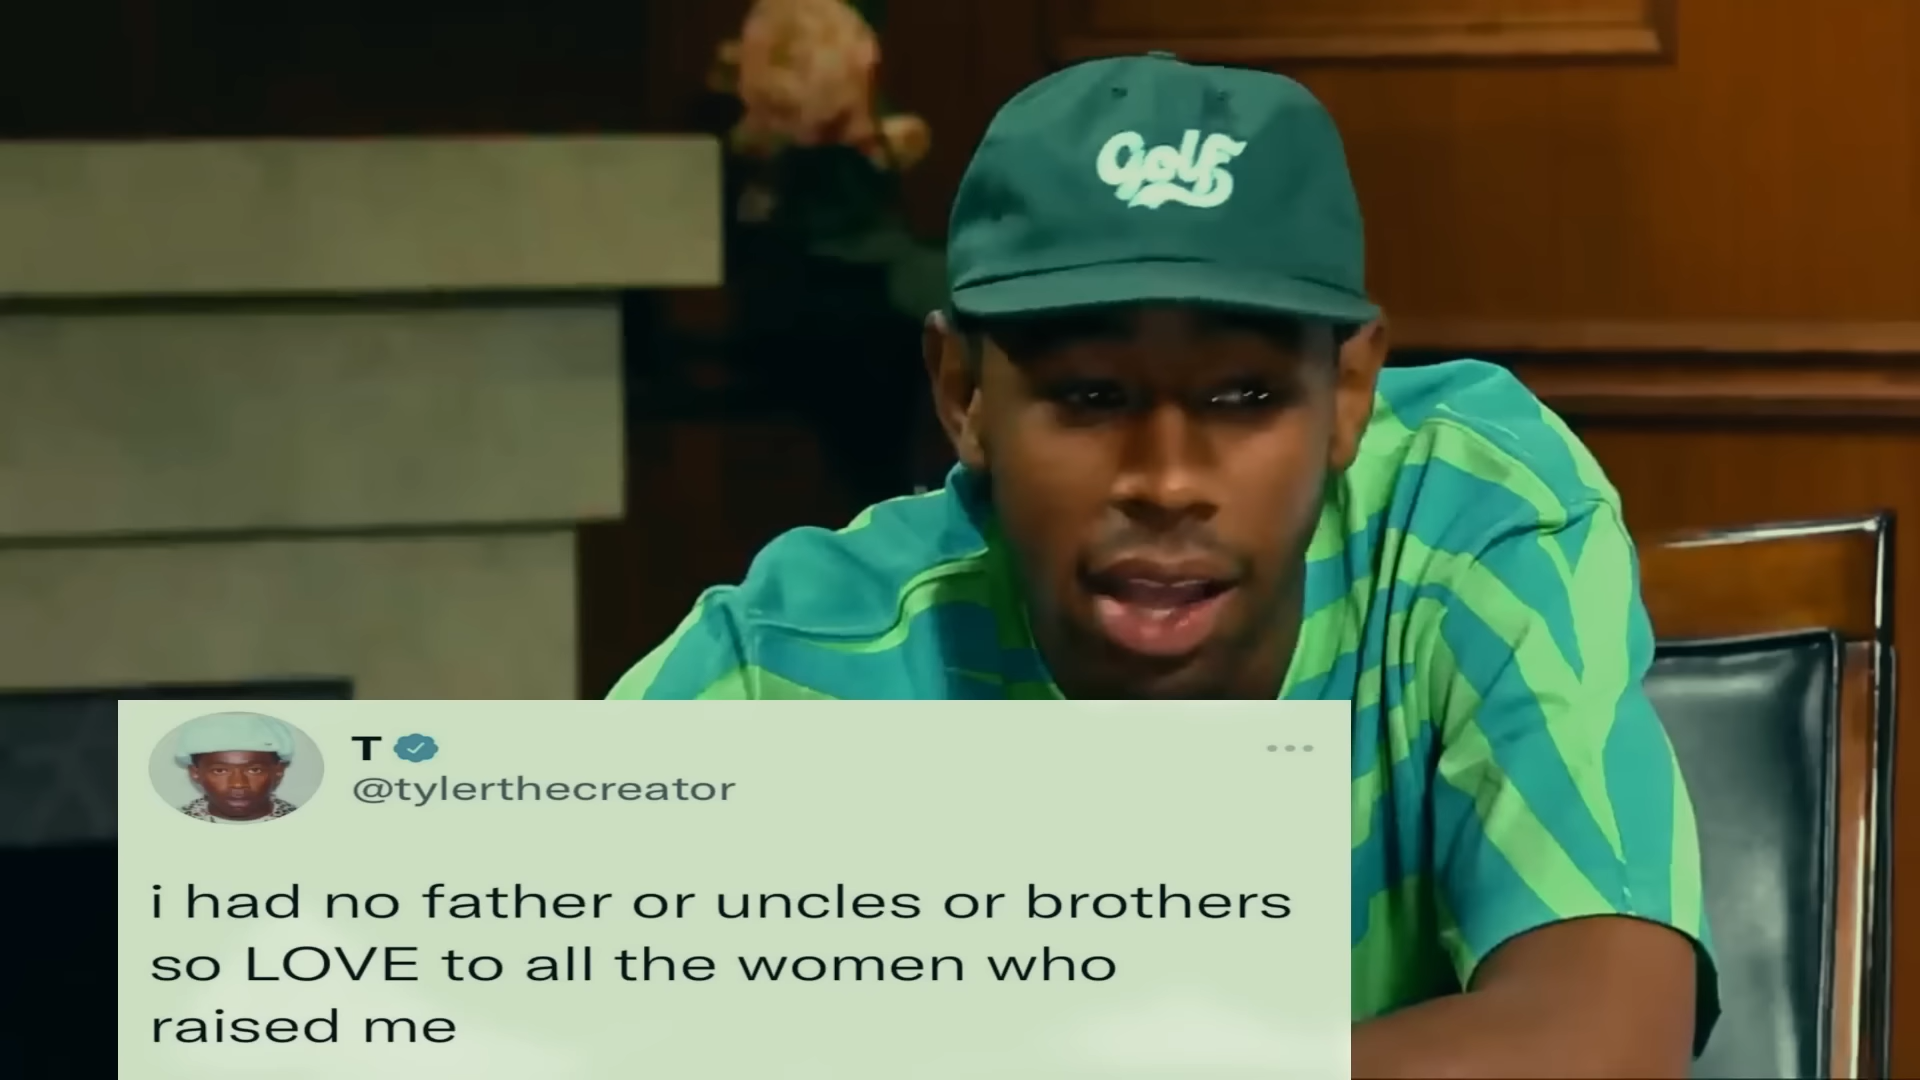 Golf
T
@tylerthecreator
i had no father or uncles or brothers
so LOVE to all the women who
raised me